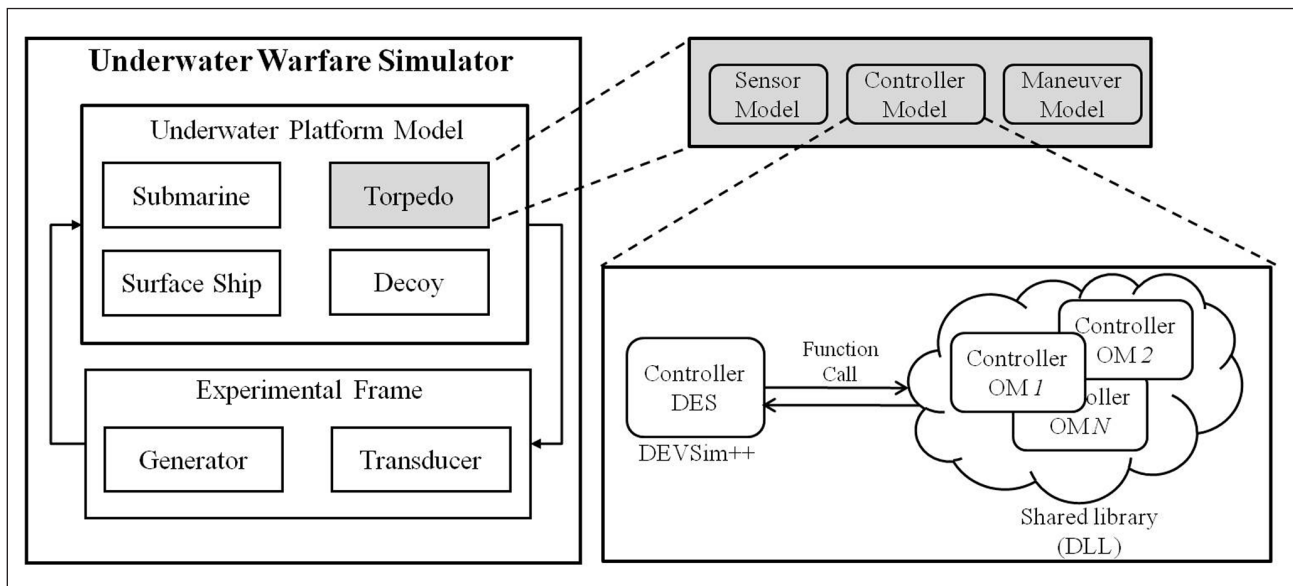 Underwater Warfare Simulator
Underwater Platform Model
Submarine
Torpedo
Surface Ship
Decoy
Experimental Frame
Generator
Transducer
Sensor
Model
Controller
Model
Maneuver
Model
Controller
DES
DEVSim++
Function
Call
Controller
OM 2
Controller
OM 1
OM N
Shared library
(DLL)